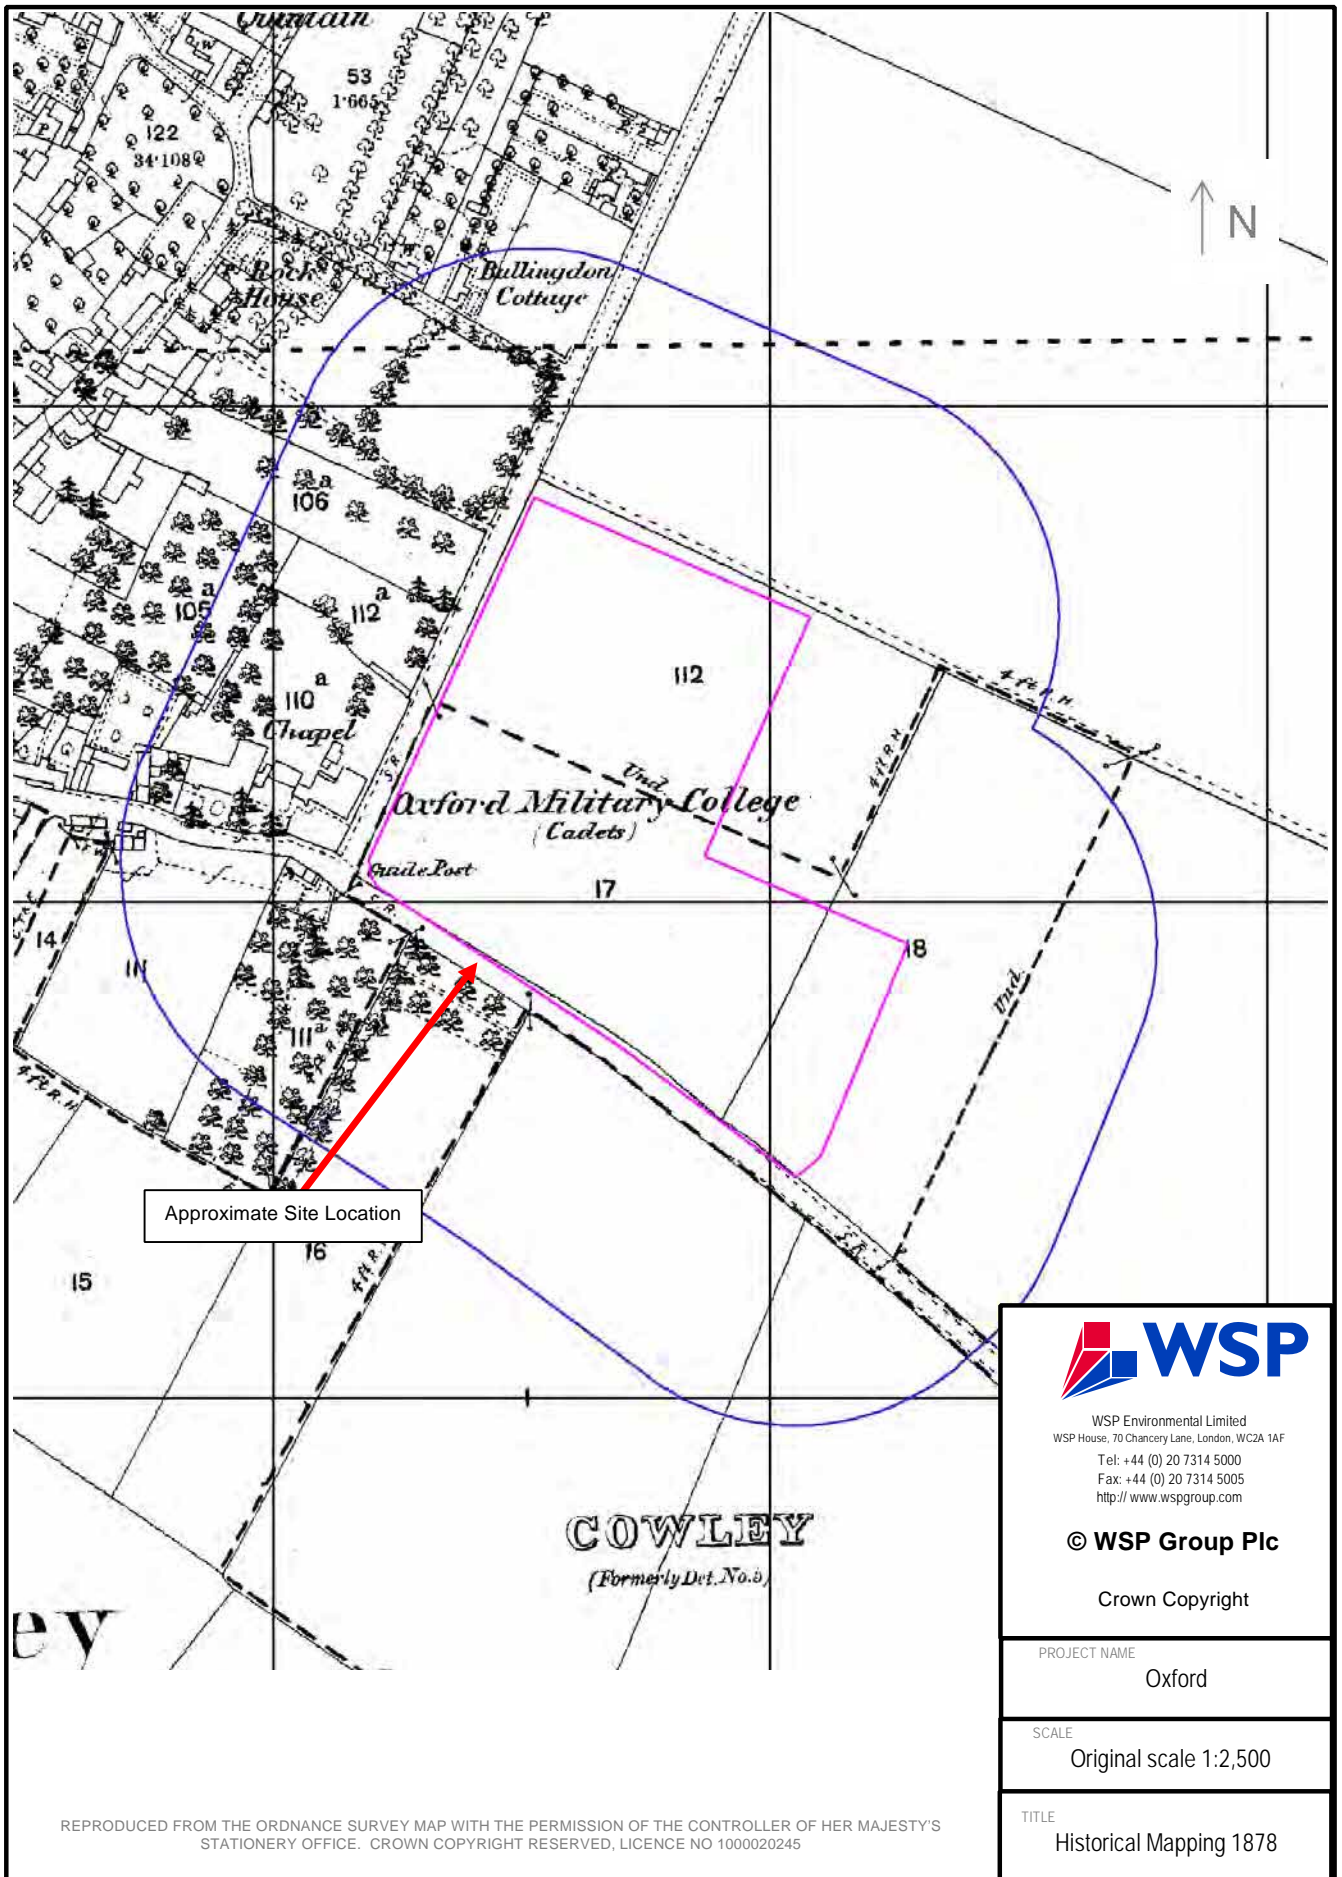 Quintain
W
53
1·665
122
34·108
P
N
Rock
House
Bullingdon
Cottage
W
106 a
105 a
112 a
110 a
Chapel
S.R.
112
4 ft R.H.
4 ft R.H.
Und.
Oxford Military College
(Cadets)
Guide Post
17
18
Und.
14
111
111 a
S.R.
4 ft R.H.
Approximate Site Location
16
15
4 ft R.
S.R.
COWLEY
(Formerly Det. No.5)
ey
WSP
WSP Environmental Limited
WSP House, 70 Chancery Lane, London, WC2A 1AF
Tel: +44 (0) 20 7314 5000
Fax: +44 (0) 20 7314 5005
http:// www.wspgroup.com
© WSP Group Plc
Crown Copyright
PROJECT NAME
Oxford
SCALE
Original scale 1:2,500
TITLE
Historical Mapping 1878
REPRODUCED FROM THE ORDNANCE SURVEY MAP WITH THE PERMISSION OF THE CONTROLLER OF HER MAJESTY'S
STATIONERY OFFICE. CROWN COPYRIGHT RESERVED, LICENCE NO 1000020245